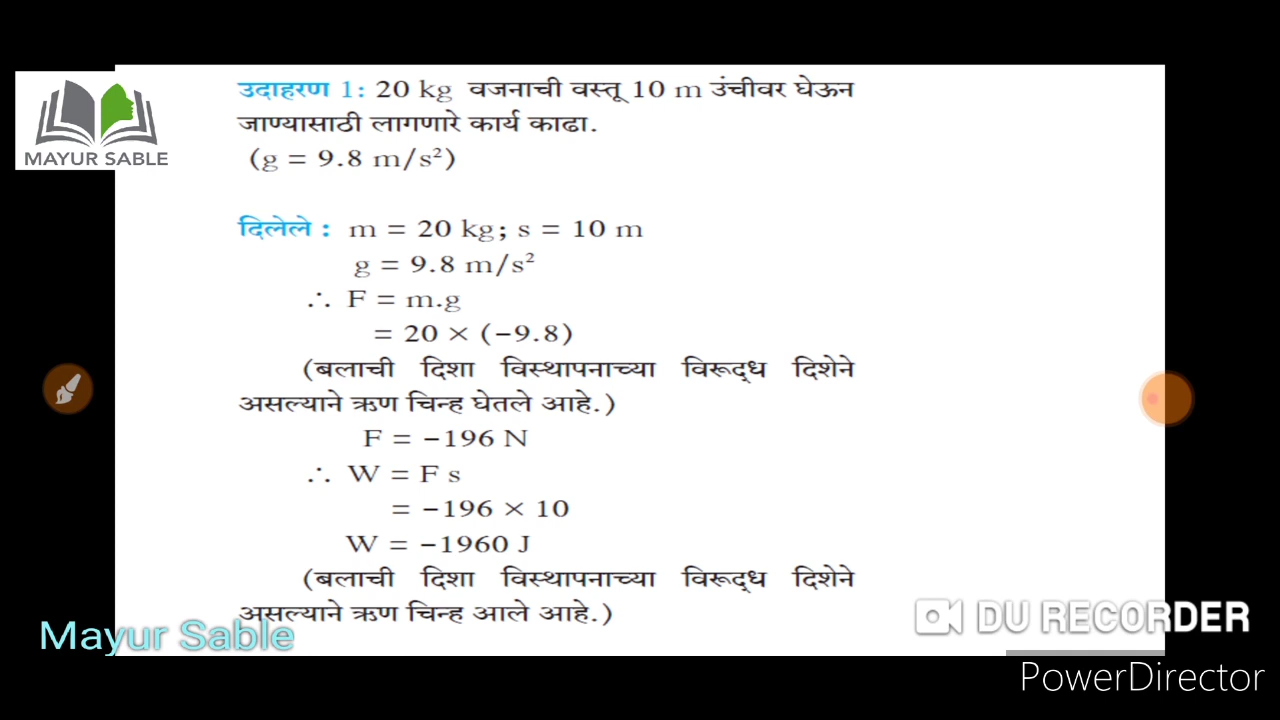 उदाहरण 1: 20 kg वजनाची वस्तू 10 m उंचीवर घेऊन
जाण्यासाठी लागणारे कार्य काढा.
(g = 9.8 m/s²)
MAYUR SABLE
दिलेले : m = 20 kg; s = 10 m
g = 9.8 m/s²
∴ F = m.g
= 20 × (−9.8)
(बलाची दिशा विस्थापनाच्या विरूद्ध दिशेने
असल्याने ऋण चिन्ह घेतले आहे.)
F = −196 N
∴ W = F s
= −196 × 10
W = −1960 J
(बलाची दिशा विस्थापनाच्या विरूद्ध दिशेने
असल्याने ऋण चिन्ह आले आहे.)
Mayur Sable
DU RECORDER
PowerDirector